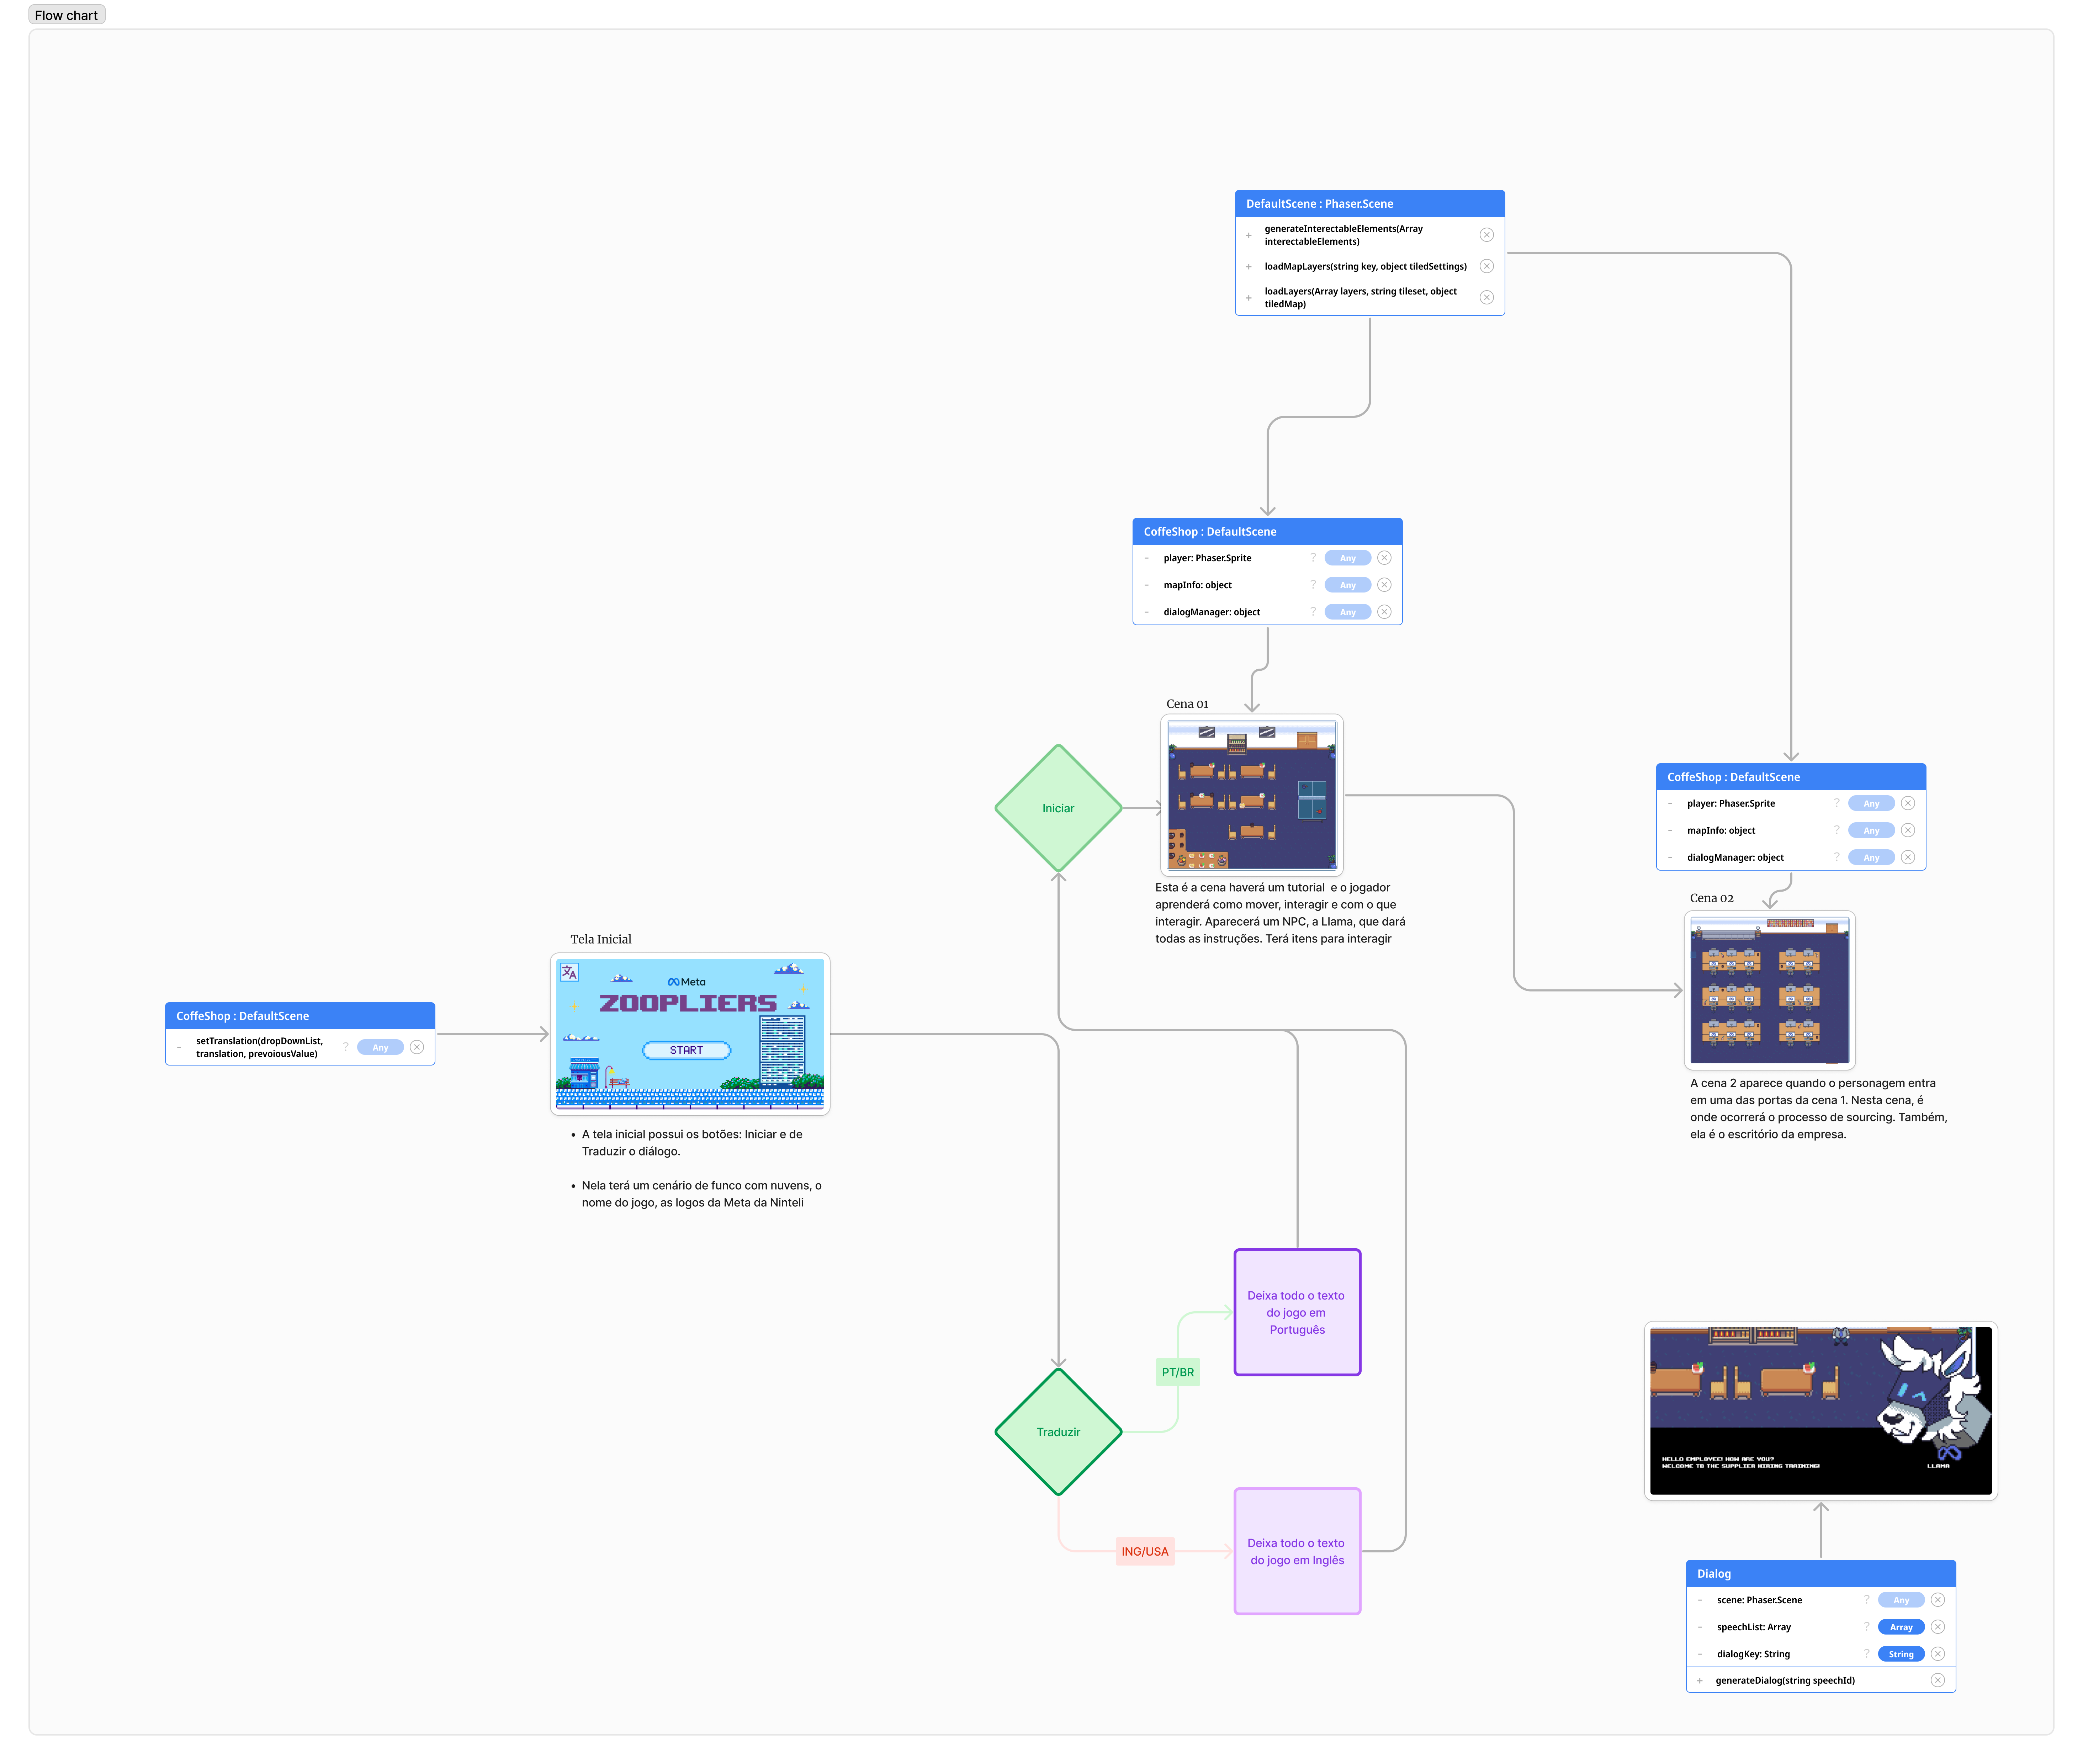 Flow chart
DefaultScene : Phaser.Scene
+ generateInterectableElements(Array
interectableElements)
+ loadMapLayers(string key, object tiledSettings)
+ loadLayers(Array layers, string tileset, object
tiledMap)
CoffeShop : DefaultScene
- player: Phaser.Sprite ? Any
- mapInfo: object ? Any
- dialogManager: object ? Any
Cena 01
Iniciar
Esta é a cena haverá um tutorial e o jogador
aprenderá como mover, interagir e com o que
interagir. Aparecerá um NPC, a Llama, que dará
todas as instruções. Terá itens para interagir
CoffeShop : DefaultScene
- player: Phaser.Sprite ? Any
- mapInfo: object ? Any
- dialogManager: object ? Any
Cena 02
A cena 2 aparece quando o personagem entra
em uma das portas da cena 1. Nesta cena, é
onde ocorrerá o processo de sourcing. Também,
ela é o escritório da empresa.
CoffeShop : DefaultScene
- setTranslation(dropDownList,
translation, prevoiousValue) ? Any
Tela Inicial
文A
Meta
ZOOPLIERS
START
• A tela inicial possui os botões: Iniciar e de
Traduzir o diálogo.
• Nela terá um cenário de funco com nuvens, o
nome do jogo, as logos da Meta da Ninteli
Traduzir
PT/BR
Deixa todo o texto
do jogo em
Português
ING/USA
Deixa todo o texto
do jogo em Inglês
HELLO EMPLOYEE! HOW ARE YOU?
WELCOME TO THE SUPPLIER HIRING TRAINING!
LLAMA
Dialog
- scene: Phaser.Scene ? Any
- speechList: Array ? Array
- dialogKey: String ? String
+ generateDialog(string speechId)